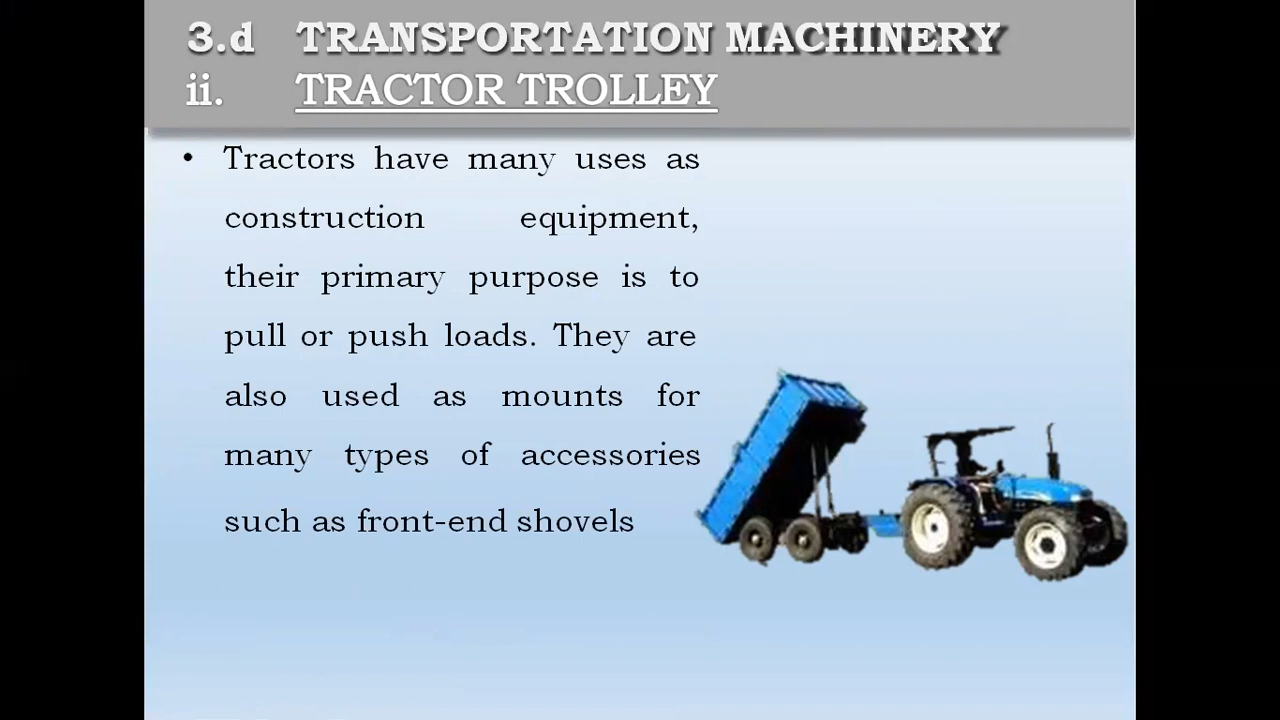 3.d TRANSPORTATION MACHINERY
ii. TRACTOR TROLLEY
• Tractors have many uses as
construction equipment,
their primary purpose is to
pull or push loads. They are
also used as mounts for
many types of accessories
such as front-end shovels